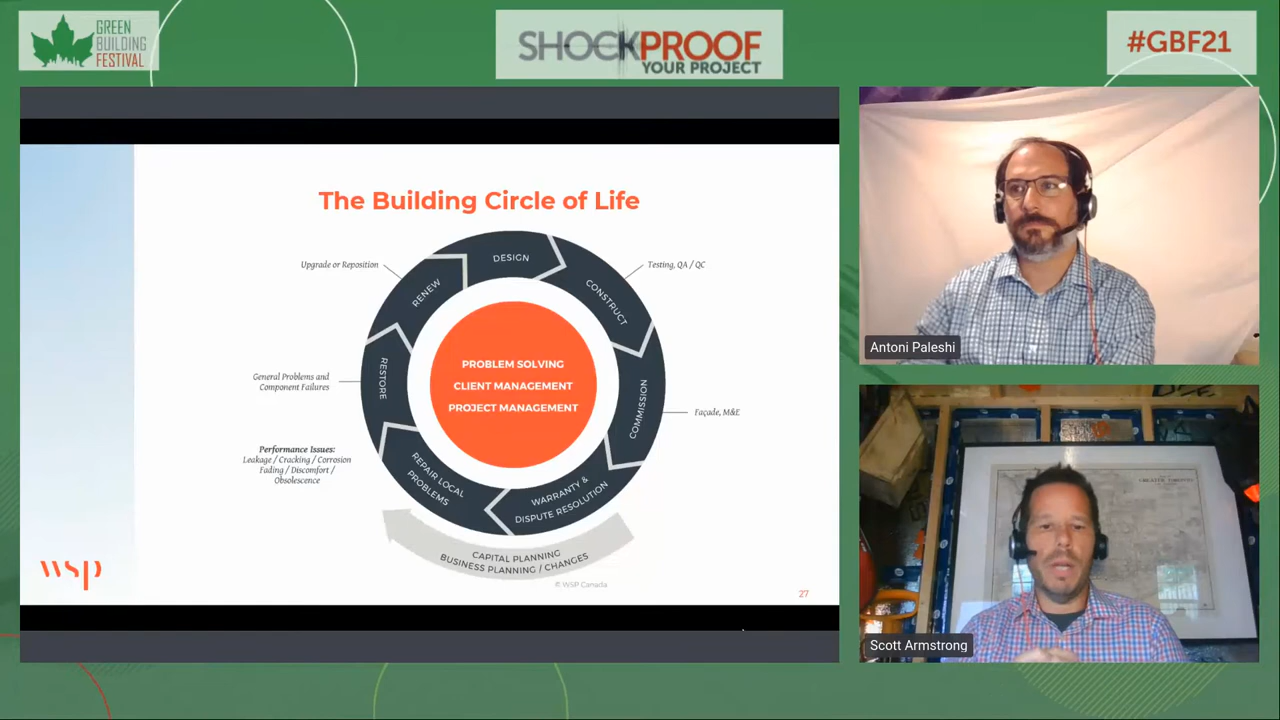 GREEN
BUILDING
FESTIVAL
SHOCKPROOF
YOUR PROJECT
#GBF21
The Building Circle of Life
DESIGN
CONSTRUCT
COMMISSION
WARRANTY &
DISPUTE RESOLUTION
REPAIR LOCAL
PROBLEMS
RESTORE
RENEW
Upgrade or Reposition
Testing, QA / QC
Façade, M&E
General Problems and
Component Failures
Performance Issues:
Leakage / Cracking / Corrosion
Fading / Discomfort /
Obsolescence
PROBLEM SOLVING
CLIENT MANAGEMENT
PROJECT MANAGEMENT
CAPITAL PLANNING
BUSINESS PLANNING / CHANGES
© WSP Canada
wsp
27
Antoni Paleshi
GREATER TORONTO
Scott Armstrong